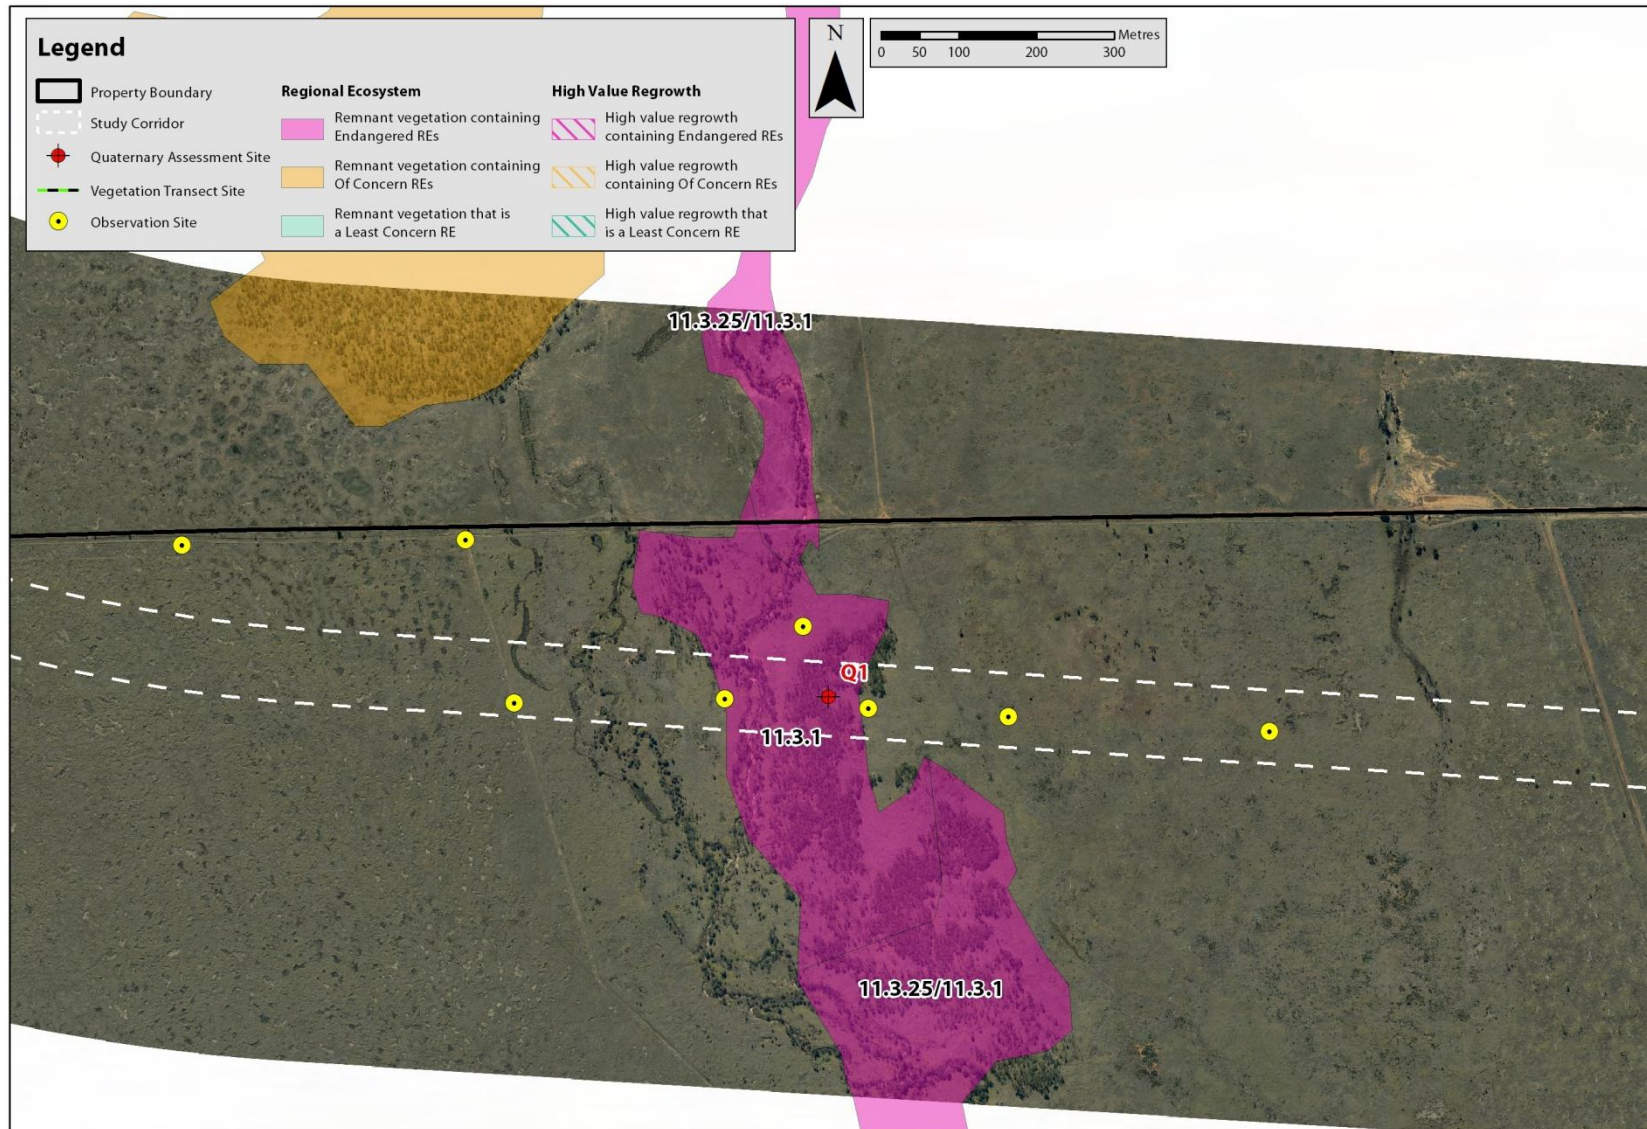 Legend
Property Boundary
Study Corridor
Quaternary Assessment Site
Vegetation Transect Site
Observation Site
Regional Ecosystem
Remnant vegetation containing
Endangered REs
Remnant vegetation containing
Of Concern REs
Remnant vegetation that is
a Least Concern RE
High Value Regrowth
High value regrowth
containing Endangered REs
High value regrowth
containing Of Concern REs
High value regrowth that
is a Least Concern RE
N
Metres
0 50 100 200 300
11.3.25/11.3.1
Q1
11.3.1
11.3.25/11.3.1